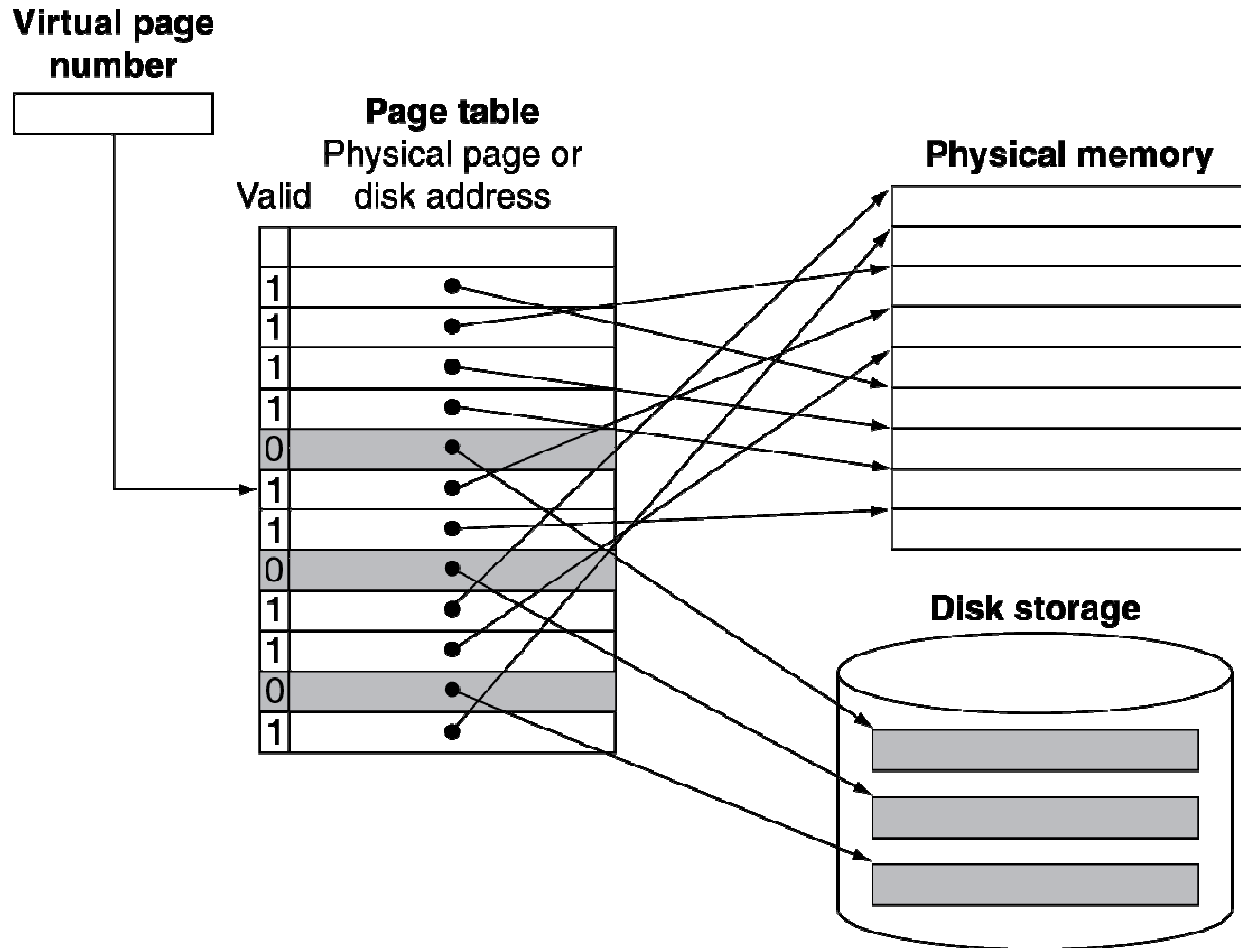 Virtual page
number
Page table
Physical page or
Valid disk address
Physical memory
1
1
1
1
0
1
1
0
1
1
0
1
Disk storage